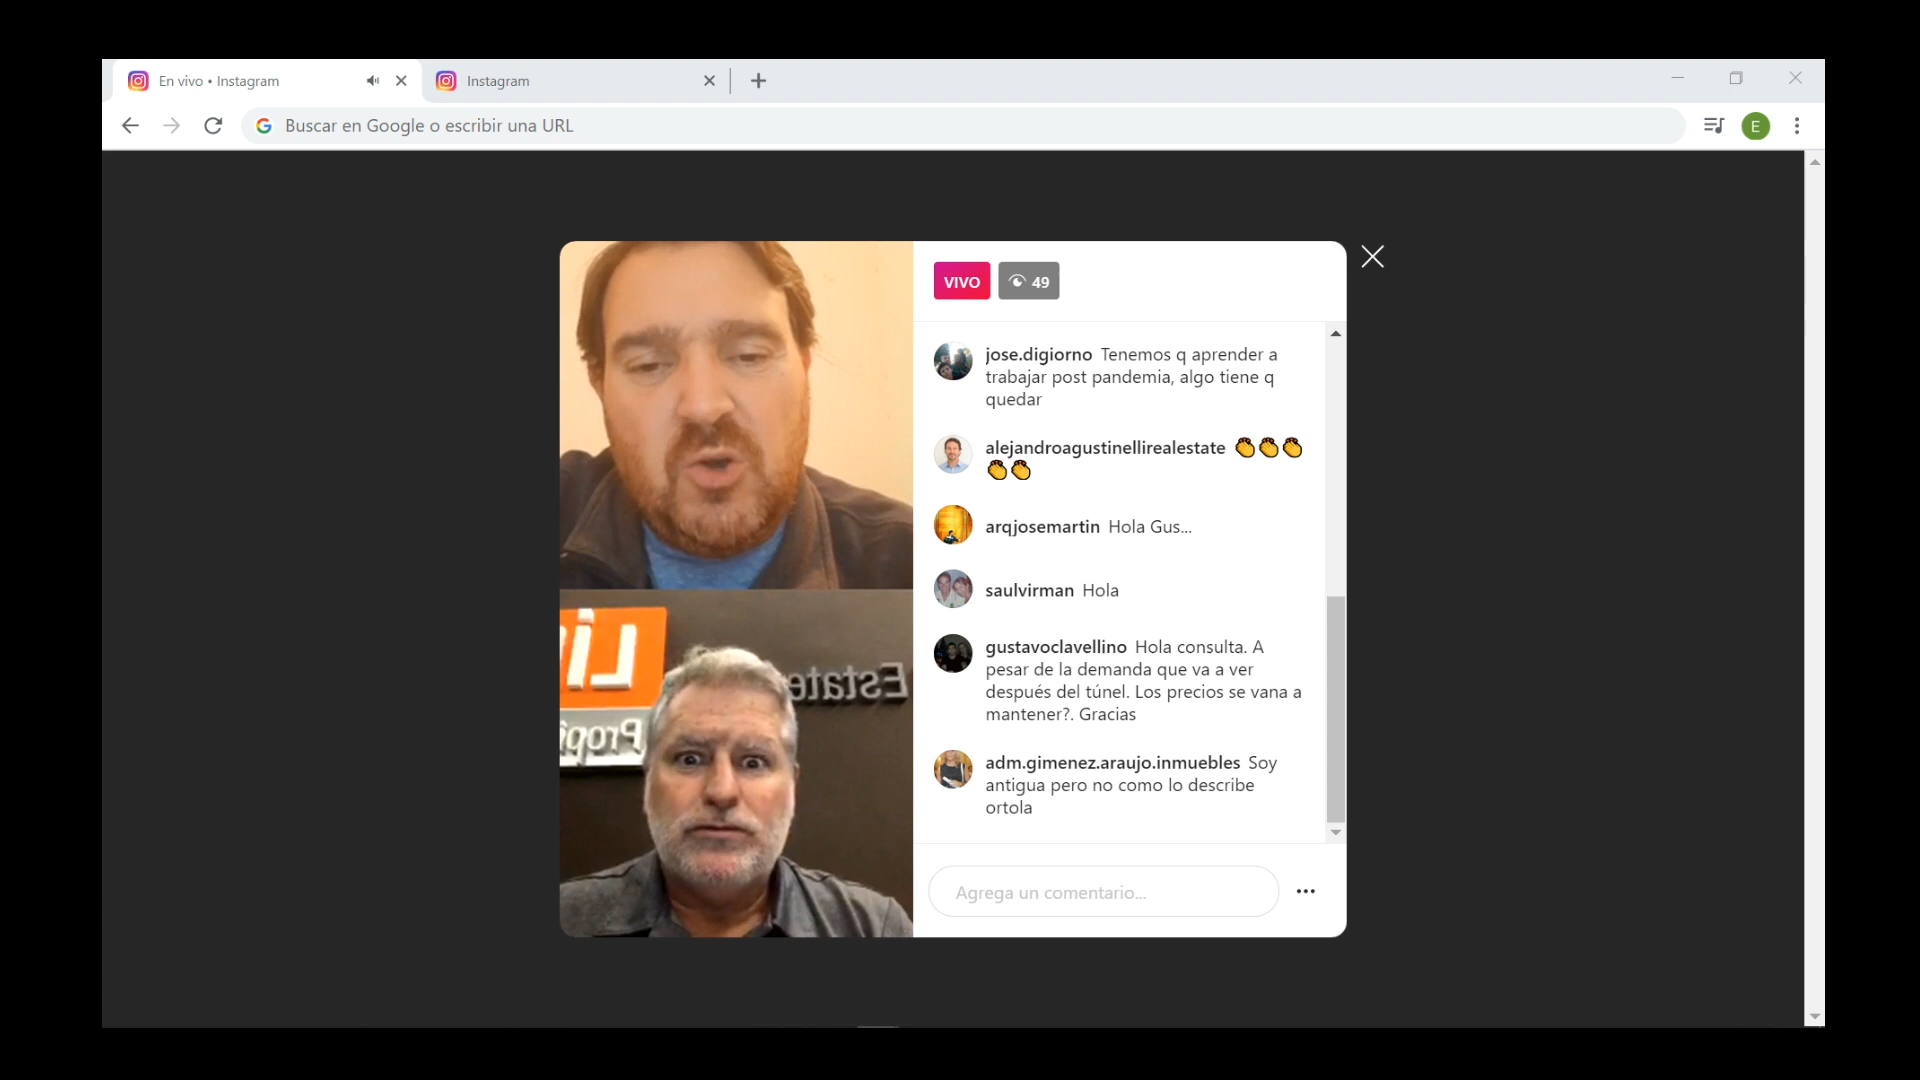 En vivo • Instagram
Instagram
Buscar en Google o escribir una URL
E
VIVO
49
jose.digiorno Tenemos q aprender a
trabajar post pandemia, algo tiene q
quedar
alejandroagustinellirealestate 👏👏👏
👏👏
arqjosemartin Hola Gus...
saulvirman Hola
gustavoclavellino Hola consulta. A
pesar de la demanda que va a ver
después del túnel. Los precios se vana a
mantener?. Gracias
adm.gimenez.araujo.inmuebles Soy
antigua pero no como lo describe
ortola
Agrega un comentario...
Estate